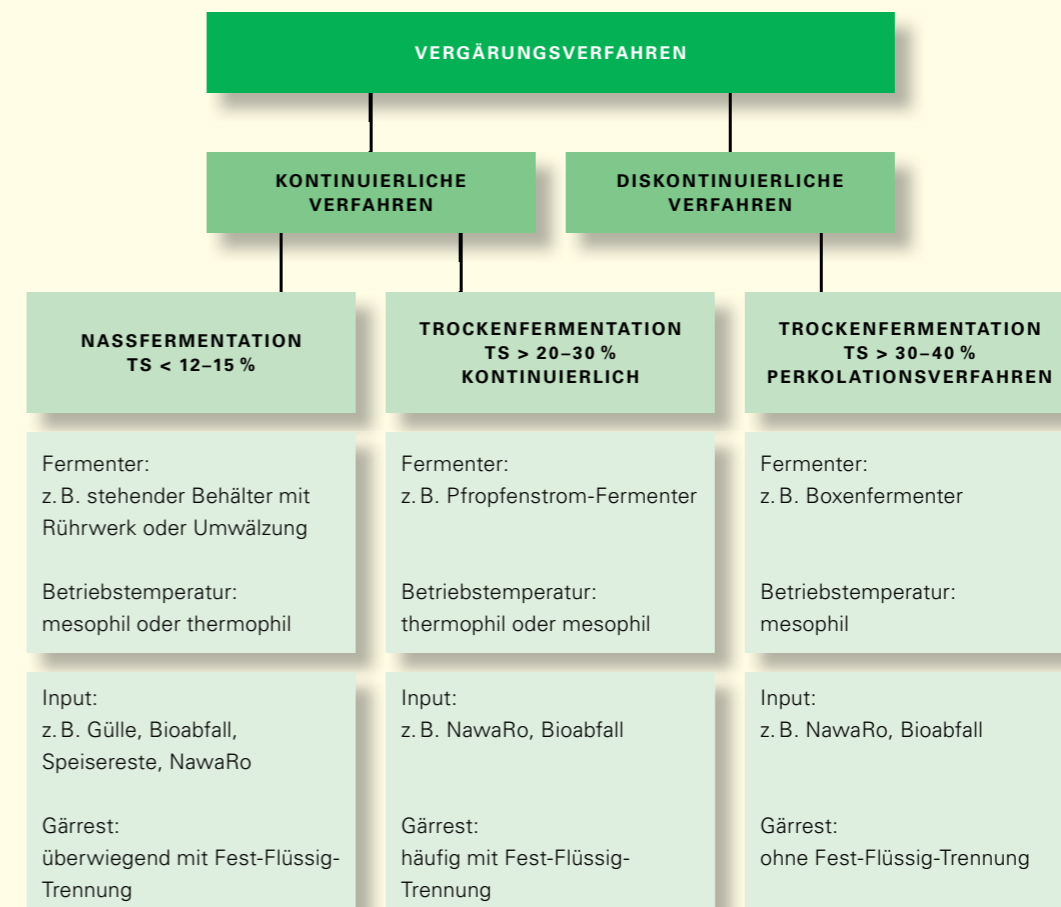 VERGÄRUNGSVERFAHREN
KONTINUIERLICHE
VERFAHREN
DISKONTINUIERLICHE
VERFAHREN
NASSFERMENTATION
TS < 12–15 %
TROCKENFERMENTATION
TS > 20–30 %
KONTINUIERLICH
TROCKENFERMENTATION
TS > 30–40 %
PERKOLATIONSVERFAHREN
Fermenter:
z. B. stehender Behälter mit
Rührwerk oder Umwälzung
Betriebstemperatur:
mesophil oder thermophil
Fermenter:
z. B. Pfropfenstrom-Fermenter
Betriebstemperatur:
thermophil oder mesophil
Fermenter:
z. B. Boxenfermenter
Betriebstemperatur:
mesophil
Input:
z. B. Gülle, Bioabfall,
Speisereste, NawaRo
Gärrest:
überwiegend mit Fest-Flüssig-
Trennung
Input:
z. B. NawaRo, Bioabfall
Gärrest:
häufig mit Fest-Flüssig-
Trennung
Input:
z. B. NawaRo, Bioabfall
Gärrest:
ohne Fest-Flüssig-Trennung